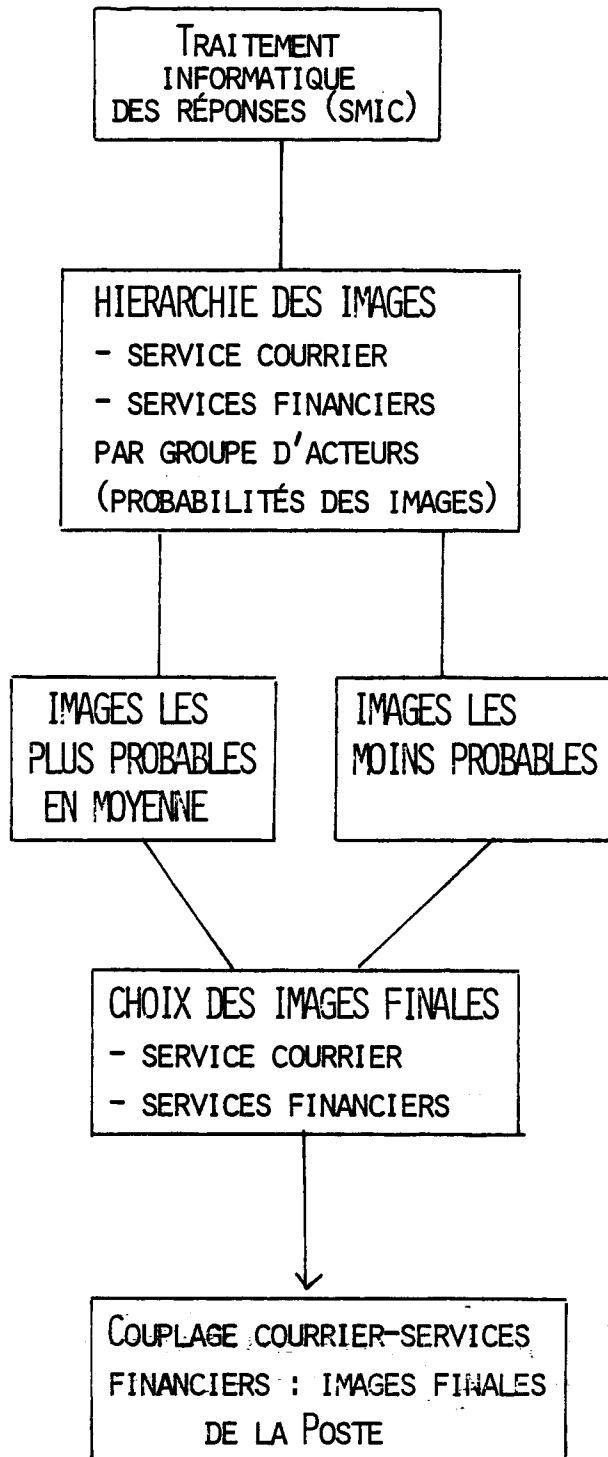 TRAITEMENT
INFORMATIQUE
DES RÉPONSES (SMIC)
HIERARCHIE DES IMAGES
- SERVICE COURRIER
- SERVICES FINANCIERS
PAR GROUPE D'ACTEURS
(PROBABILITÉS DES IMAGES)
IMAGES LES
PLUS PROBABLES
EN MOYENNE
IMAGES LES
MOINS PROBABLES
CHOIX DES IMAGES FINALES
- SERVICE COURRIER
- SERVICES FINANCIERS
COUPLAGE COURRIER-SERVICES
FINANCIERS : IMAGES FINALES
DE LA POSTE